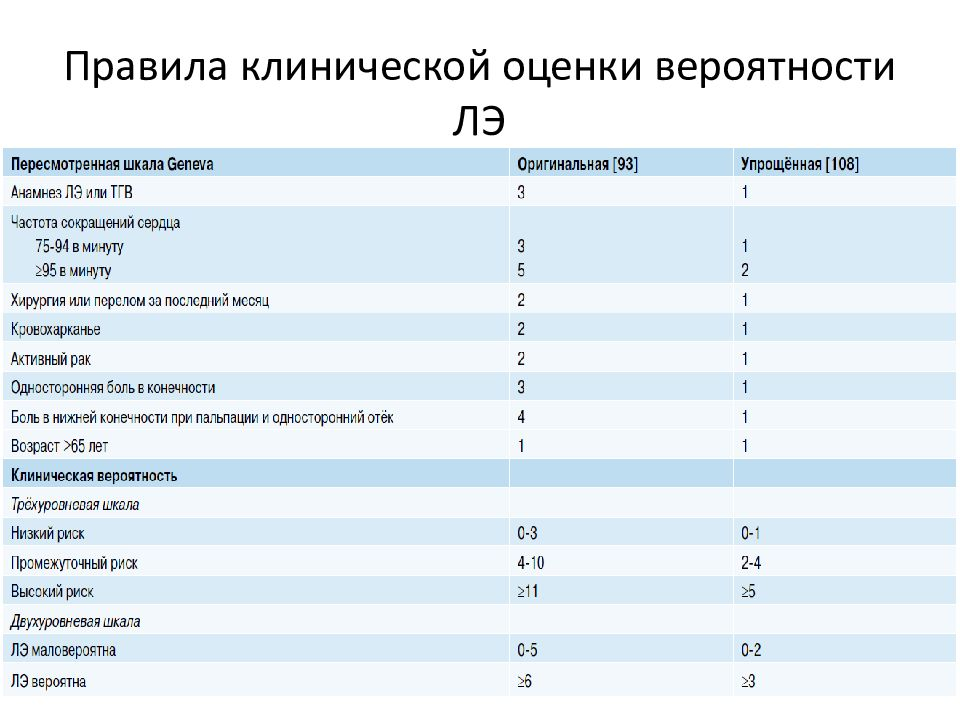 Правила клинической оценки вероятности
ЛЭ
Пересмотренная шкала Geneva Оригинальная [93] Упрощённая [108]
Анамнез ЛЭ или ТГВ 3 1
Частота сокращений сердца
75-94 в минуту 3 1
≥95 в минуту 5 2
Хирургия или перелом за последний месяц 2 1
Кровохарканье 2 1
Активный рак 2 1
Односторонняя боль в конечности 3 1
Боль в нижней конечности при пальпации и односторонний отёк 4 1
Возраст >65 лет 1 1
Клиническая вероятность
Трёхуровневая шкала
Низкий риск 0-3 0-1
Промежуточный риск 4-10 2-4
Высокий риск ≥11 ≥5
Двухуровневая шкала
ЛЭ маловероятна 0-5 0-2
ЛЭ вероятна ≥6 ≥3